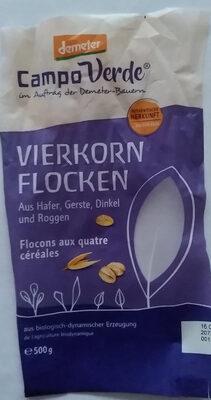 demeter
CAMPO VERDE®
im Auftrag der Demeter-Bauern
HERKUNFT
VIERKORN
FLOCKEN
Aus Hafer, Gerste, Dinkel
und Roggen
Flocons aux quatre
céréales
aus biologisch-dynamischer Erzeugung
de l'agriculture biodynamique
℮ 500 g